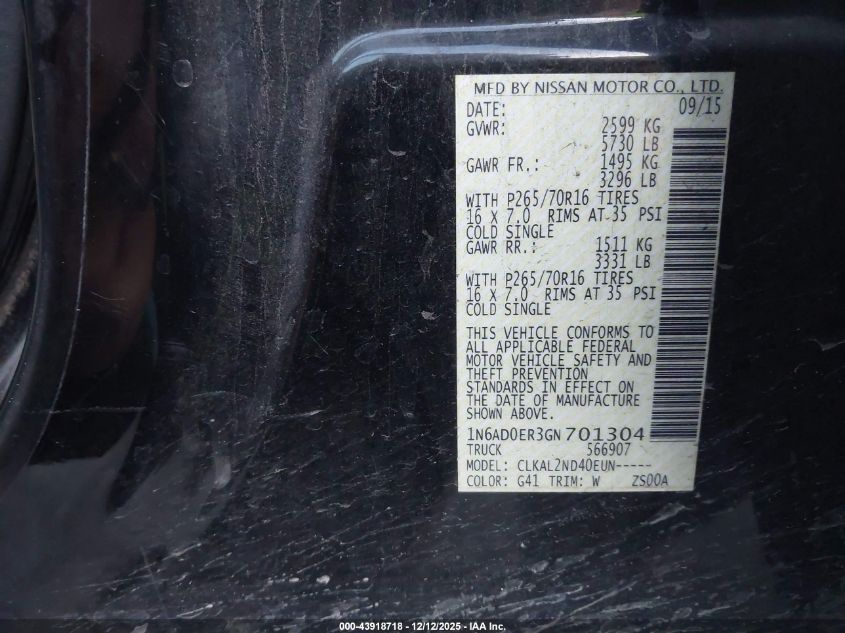 MFD BY NISSAN MOTOR CO., LTD.
DATE: 09/15
GVWR: 2599 KG
5730 LB
GAWR FR.: 1495 KG
3296 LB
WITH P265/70R16 TIRES
16 X 7.0 RIMS AT 35 PSI
COLD SINGLE
GAWR RR.: 1511 KG
3331 LB
WITH P265/70R16 TIRES
16 X 7.0 RIMS AT 35 PSI
COLD SINGLE
THIS VEHICLE CONFORMS TO
ALL APPLICABLE FEDERAL
MOTOR VEHICLE SAFETY AND
THEFT PREVENTION
STANDARDS IN EFFECT ON
THE DATE OF MANUFACTURE
SHOWN ABOVE.
1N6AD0ER3GN701304
TRUCK 566907
MODEL: CLKAL2ND40EUN-----
COLOR: G41 TRIM: W ZS00A
000-43918718 - 12/12/2025 - IAA Inc.